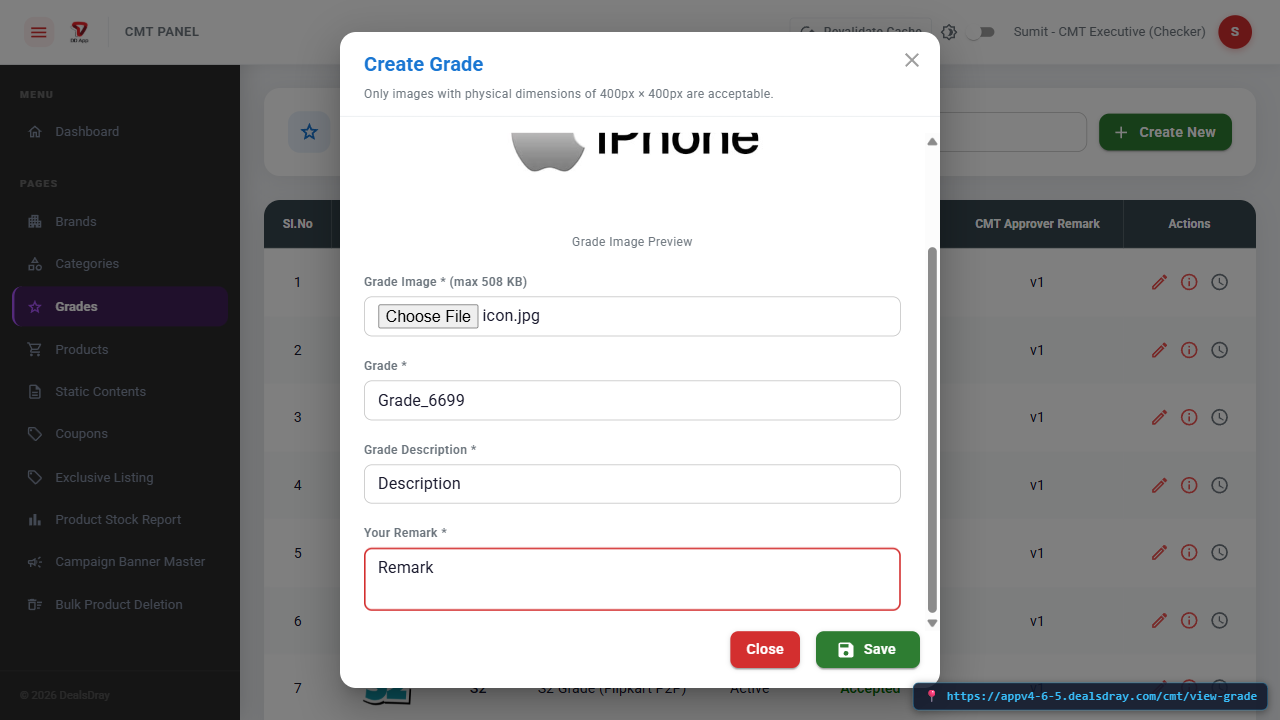 CMT PANEL
Revalidate Cache
Sumit - CMT Executive (Checker)
S
MENU
Dashboard
PAGES
Brands
Categories
Grades
Products
Static Contents
Coupons
Exclusive Listing
Product Stock Report
Campaign Banner Master
Bulk Product Deletion
© 2026 DealsDray
Create New
Sl.No
CMT Approver Remark
Actions
1
v1
2
v1
3
v1
4
v1
5
v1
6
v1
7
S2
S2 Grade (Flipkart P2P)
Active
Accepted
Create Grade
Only images with physical dimensions of 400px × 400px are acceptable.
iPhone
Grade Image Preview
Grade Image * (max 508 KB)
Choose File icon.jpg
Grade *
Grade_6699
Grade Description *
Description
Your Remark *
Remark
Close
Save
https://appv4-6-5.dealsdray.com/cmt/view-grade